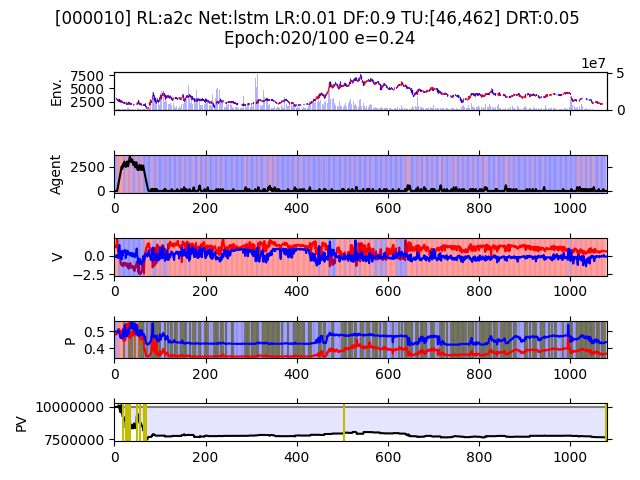 [000010] RL:a2c Net:lstm LR:0.01 DF:0.9 TU:[46,462] DRT:0.05
Epoch:020/100 e=0.24
1e7
Env.
7500
5000
2500
5
0
Agent
2500
0
0 200 400 600 800 1000
V
0.0
−2.5
0 200 400 600 800 1000
P
0.5
0.4
0 200 400 600 800 1000
PV
10000000
7500000
0 200 400 600 800 1000